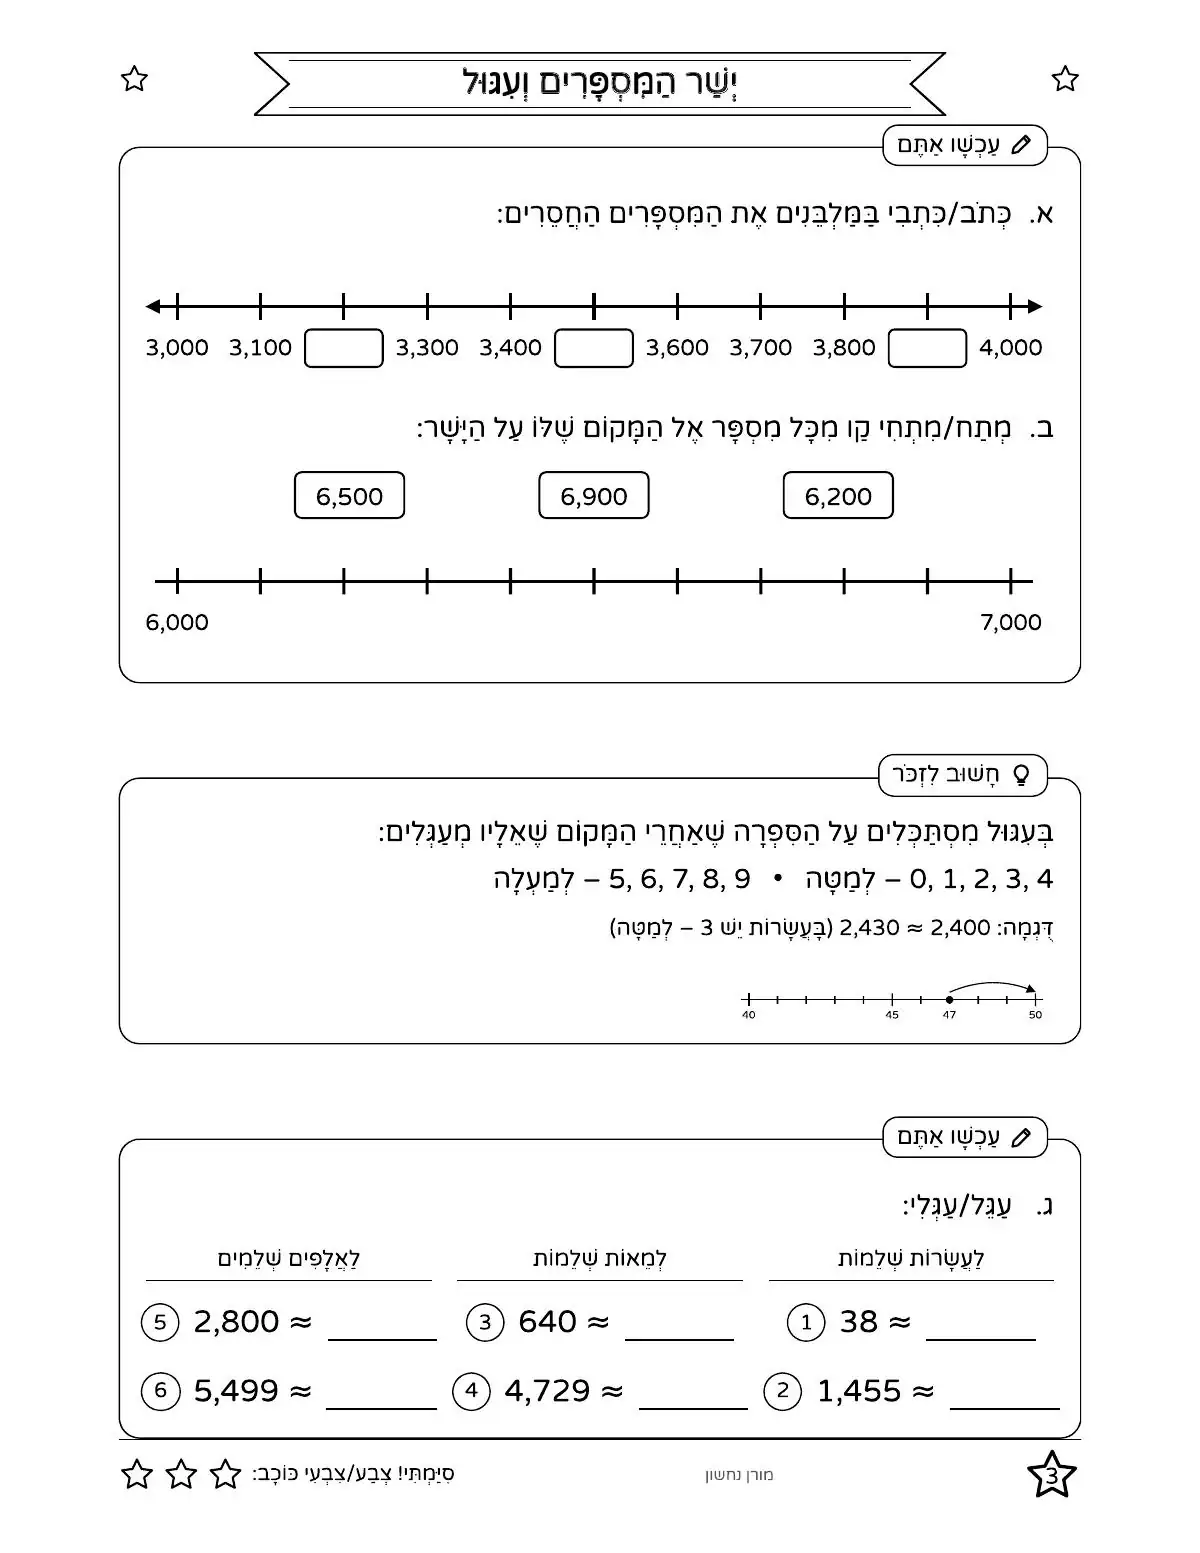 יְשַׁר הַמִּסְפָּרִים וְעִגּוּל
עַכְשָׁו אַתֶּם
א. כְּתֹב/כִּתְבִי בַּמַּלְבֵּנִים אֶת הַמִּסְפָּרִים הַחֲסֵרִים:
3,000 3,100 3,300 3,400 3,600 3,700 3,800 4,000
ב. מְתַח/מִתְחִי קַו מִכָּל מִסְפָּר אֶל הַמָּקוֹם שֶׁלּוֹ עַל הַיָּשָׁר:
6,500 6,900 6,200
6,000 7,000
חָשׁוּב לִזְכֹּר
בְּעִגּוּל מִסְתַּכְּלִים עַל הַסִּפְרָה שֶׁאַחֲרֵי הַמָּקוֹם שֶׁאֵלָיו מְעַגְּלִים:
0, 1, 2, 3, 4 – לְמַטָּה • 5, 6, 7, 8, 9 – לְמַעְלָה
דֻּגְמָה: 2,430 ≈ 2,400 (בָּעֲשָׂרוֹת יֵשׁ 3 – לְמַטָּה)
40 45 47 50
עַכְשָׁו אַתֶּם
ג. עַגֵּל/עַגְּלִי:
לַעֲשָׂרוֹת שְׁלֵמוֹת לְמֵאוֹת שְׁלֵמוֹת לַאֲלָפִים שְׁלֵמִים
1 38 ≈ 3 640 ≈ 5 2,800 ≈
2 1,455 ≈ 4 4,729 ≈ 6 5,499 ≈
3 מורן נחשון סִיַּמְתִּי! צְבַע/צִבְעִי כּוֹכָב: